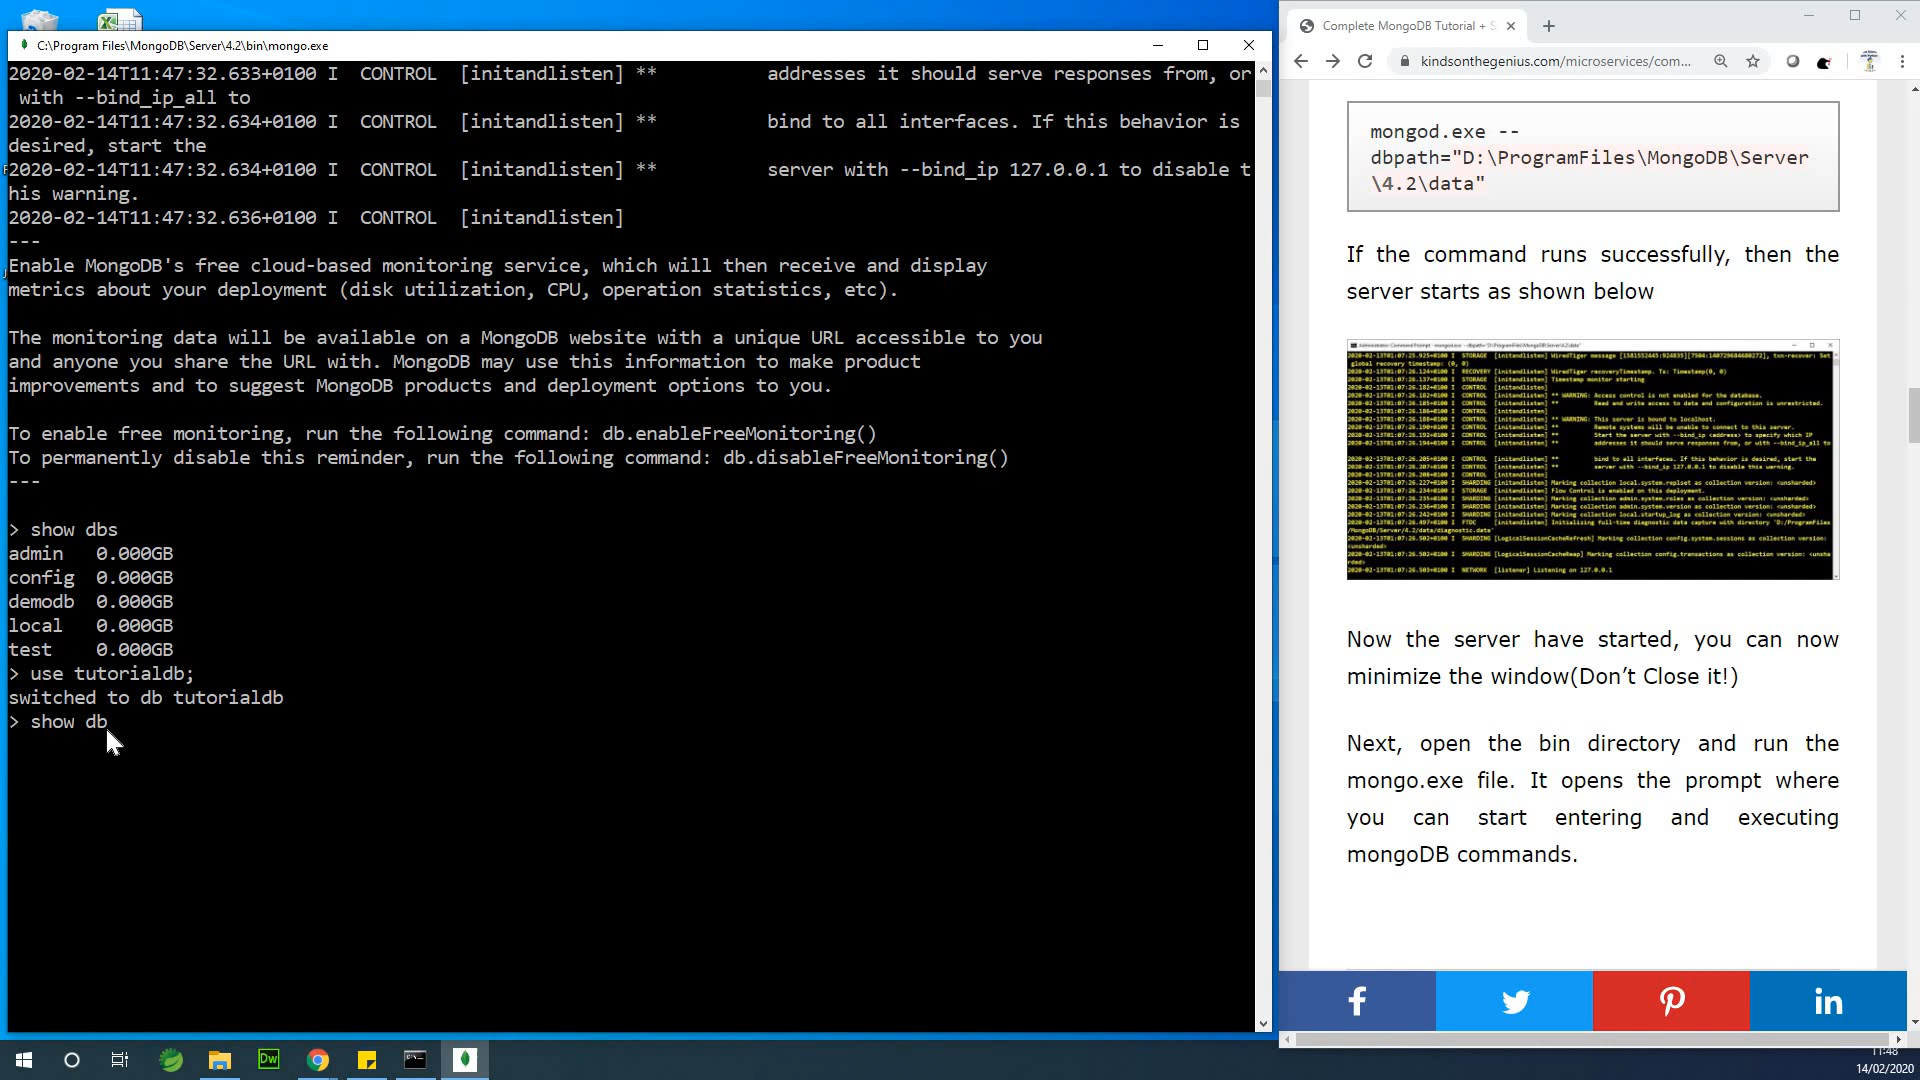 C:\Program Files\MongoDB\Server\4.2\bin\mongo.exe
2020-02-14T11:47:32.633+0100 I  CONTROL  [initandlisten] **          addresses it should serve responses from, or
 with --bind_ip_all to
2020-02-14T11:47:32.634+0100 I  CONTROL  [initandlisten] **          bind to all interfaces. If this behavior is
desired, start the
2020-02-14T11:47:32.634+0100 I  CONTROL  [initandlisten] **          server with --bind_ip 127.0.0.1 to disable t
his warning.
2020-02-14T11:47:32.636+0100 I  CONTROL  [initandlisten]
---
Enable MongoDB's free cloud-based monitoring service, which will then receive and display
metrics about your deployment (disk utilization, CPU, operation statistics, etc).
The monitoring data will be available on a MongoDB website with a unique URL accessible to you
and anyone you share the URL with. MongoDB may use this information to make product
improvements and to suggest MongoDB products and deployment options to you.
To enable free monitoring, run the following command: db.enableFreeMonitoring()
To permanently disable this reminder, run the following command: db.disableFreeMonitoring()
---
> show dbs
admin   0.000GB
config  0.000GB
demodb  0.000GB
local   0.000GB
test    0.000GB
> use tutorialdb;
switched to db tutorialdb
> show db
Complete MongoDB Tutorial + S
kindsonthegenius.com/microservices/com...
mongod.exe --
dbpath="D:\ProgramFiles\MongoDB\Server
\4.2\data"
If the command runs successfully, then the
server starts as shown below
Now the server have started, you can now
minimize the window(Don’t Close it!)
Next, open the bin directory and run the
mongo.exe file. It opens the prompt where
you can start entering and executing
mongoDB commands.
Dw
11:48
14/02/2020